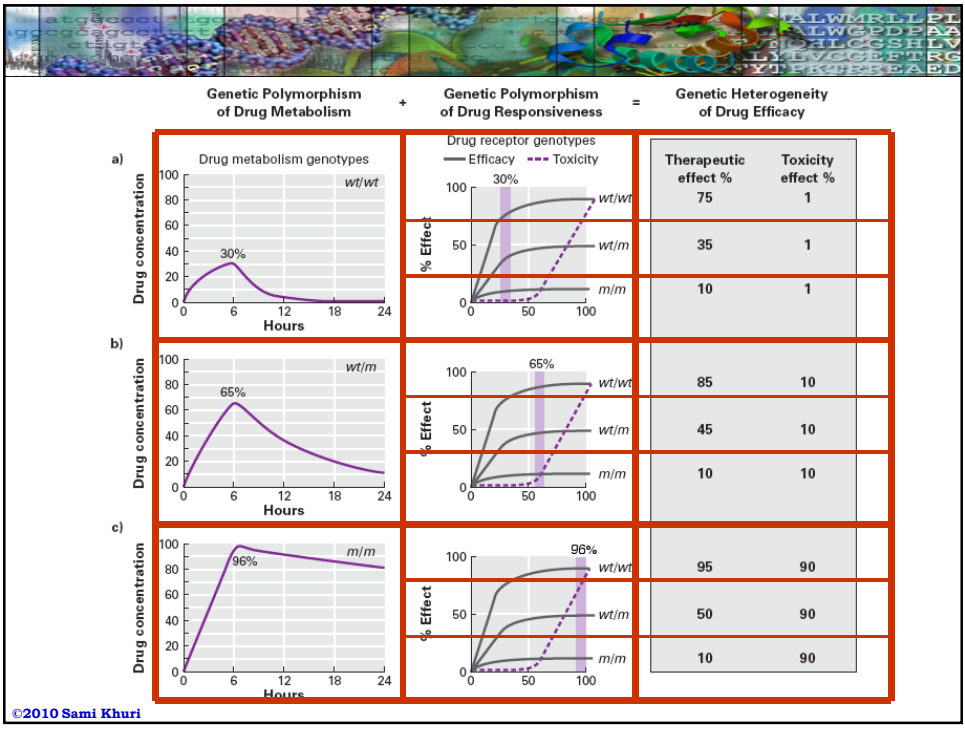 ALWMRLLPL
ALWGPDPAA
LVCGERG
Genetic Polymorphism
of Drug Metabolism
+
Genetic Polymorphism
of Drug Responsiveness
=
Genetic Heterogeneity
of Drug Efficacy
a)
Drug metabolism genotypes
wt/wt
Drug concentration
100
80
60
40
20
0
30%
0 6 12 18 24
Hours
Drug receptor genotypes
Efficacy Toxicity
30%
% Effect
100
50
0
wt/wt
wt/m
m/m
0 50 100
Therapeutic
effect %
Toxicity
effect %
75 1
35 1
10 1
b)
wt/m
Drug concentration
100
80
60
40
20
0
65%
0 6 12 18 24
Hours
65%
% Effect
100
50
0
wt/wt
wt/m
m/m
0 50 100
85 10
45 10
10 10
c)
m/m
Drug concentration
100
80
60
40
20
0
96%
0 6 12 18 24
Hours
96%
% Effect
100
50
0
wt/wt
wt/m
m/m
0 50 100
95 90
50 90
10 90
©2010 Sami Khuri